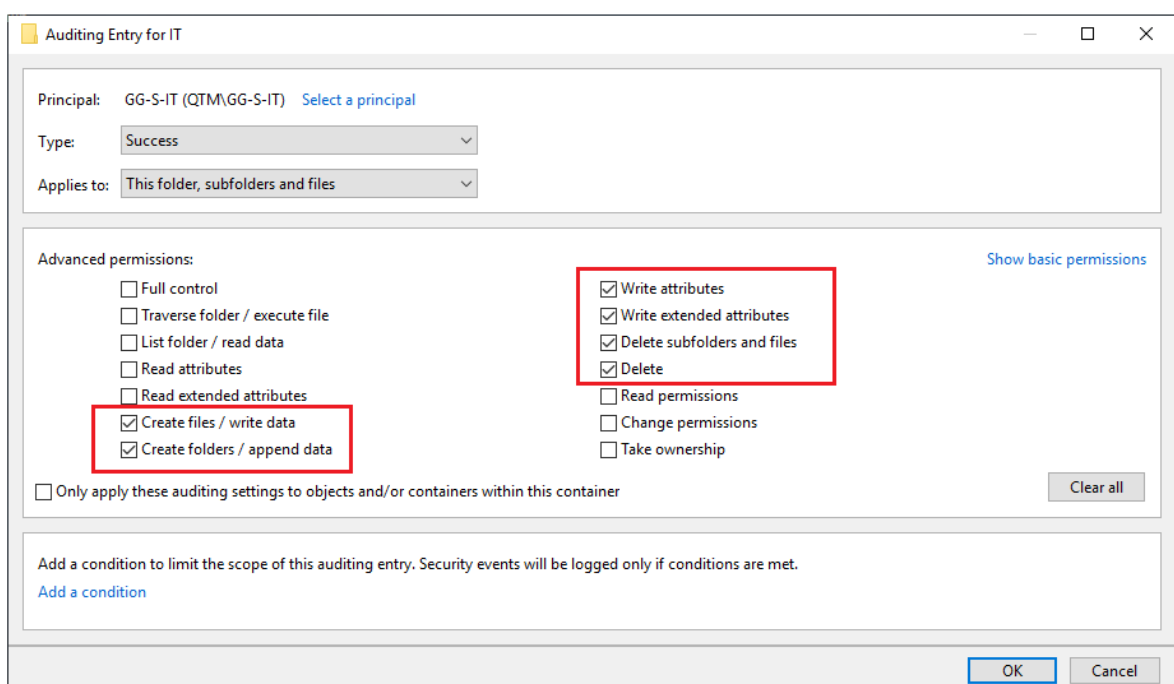 Auditing Entry for IT
Principal: GG-S-IT (QTM\GG-S-IT) Select a principal
Type: Success
Applies to: This folder, subfolders and files
Advanced permissions: Show basic permissions
Full control
Traverse folder / execute file
List folder / read data
Read attributes
Read extended attributes
Create files / write data
Create folders / append data
Write attributes
Write extended attributes
Delete subfolders and files
Delete
Read permissions
Change permissions
Take ownership
Only apply these auditing settings to objects and/or containers within this container
Clear all
Add a condition to limit the scope of this auditing entry. Security events will be logged only if conditions are met.
Add a condition
OK Cancel